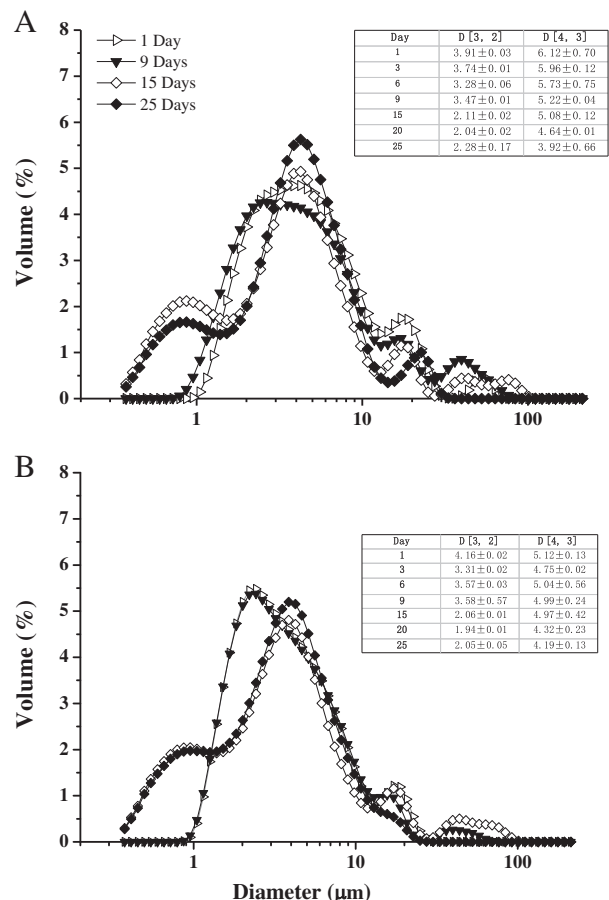 A
8
7
6
5
4
3
2
1
0
Volume (%)
1 Day
9 Days
15 Days
25 Days
Day D[3, 2] D[4, 3]
1 3.91±0.03 6.12±0.70
3 3.74±0.01 5.96±0.12
6 3.28±0.06 5.73±0.75
9 3.47±0.01 5.22±0.04
15 2.11±0.02 5.08±0.12
20 2.04±0.02 4.64±0.01
25 2.28±0.17 3.92±0.66
1 10 100
B
8
7
6
5
4
3
2
1
0
Volume (%)
Day D[3, 2] D[4, 3]
1 4.16±0.02 5.12±0.13
3 3.31±0.02 4.75±0.02
6 3.57±0.03 5.04±0.56
9 3.58±0.57 4.99±0.24
15 2.06±0.01 4.97±0.42
20 1.94±0.01 4.32±0.23
25 2.05±0.05 4.19±0.13
1 10 100
Diameter (μm)